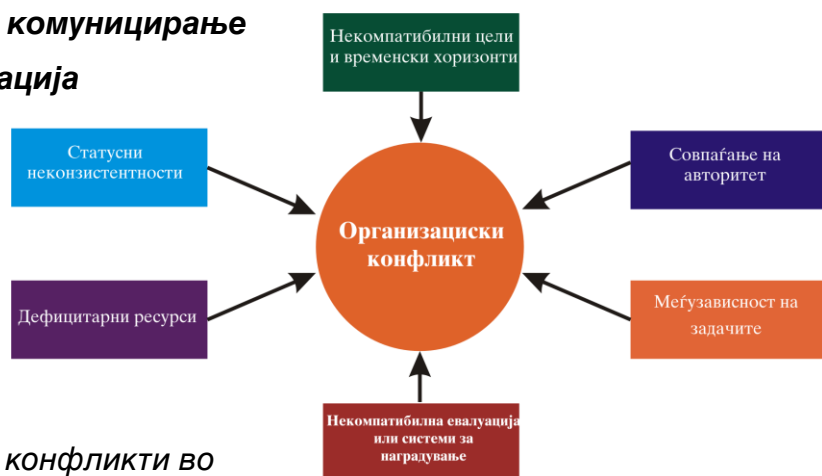 комуницирање
ација
Некомпатибилни цели
и временски хоризонти
Статусни
неконзистентности
Совпаѓање на
авторитет
Организациски
конфликт
Дефицитарни ресурси
Меѓузависност на
задачите
Некомпатибилна евалуација
или системи за
наградување
конфликти во